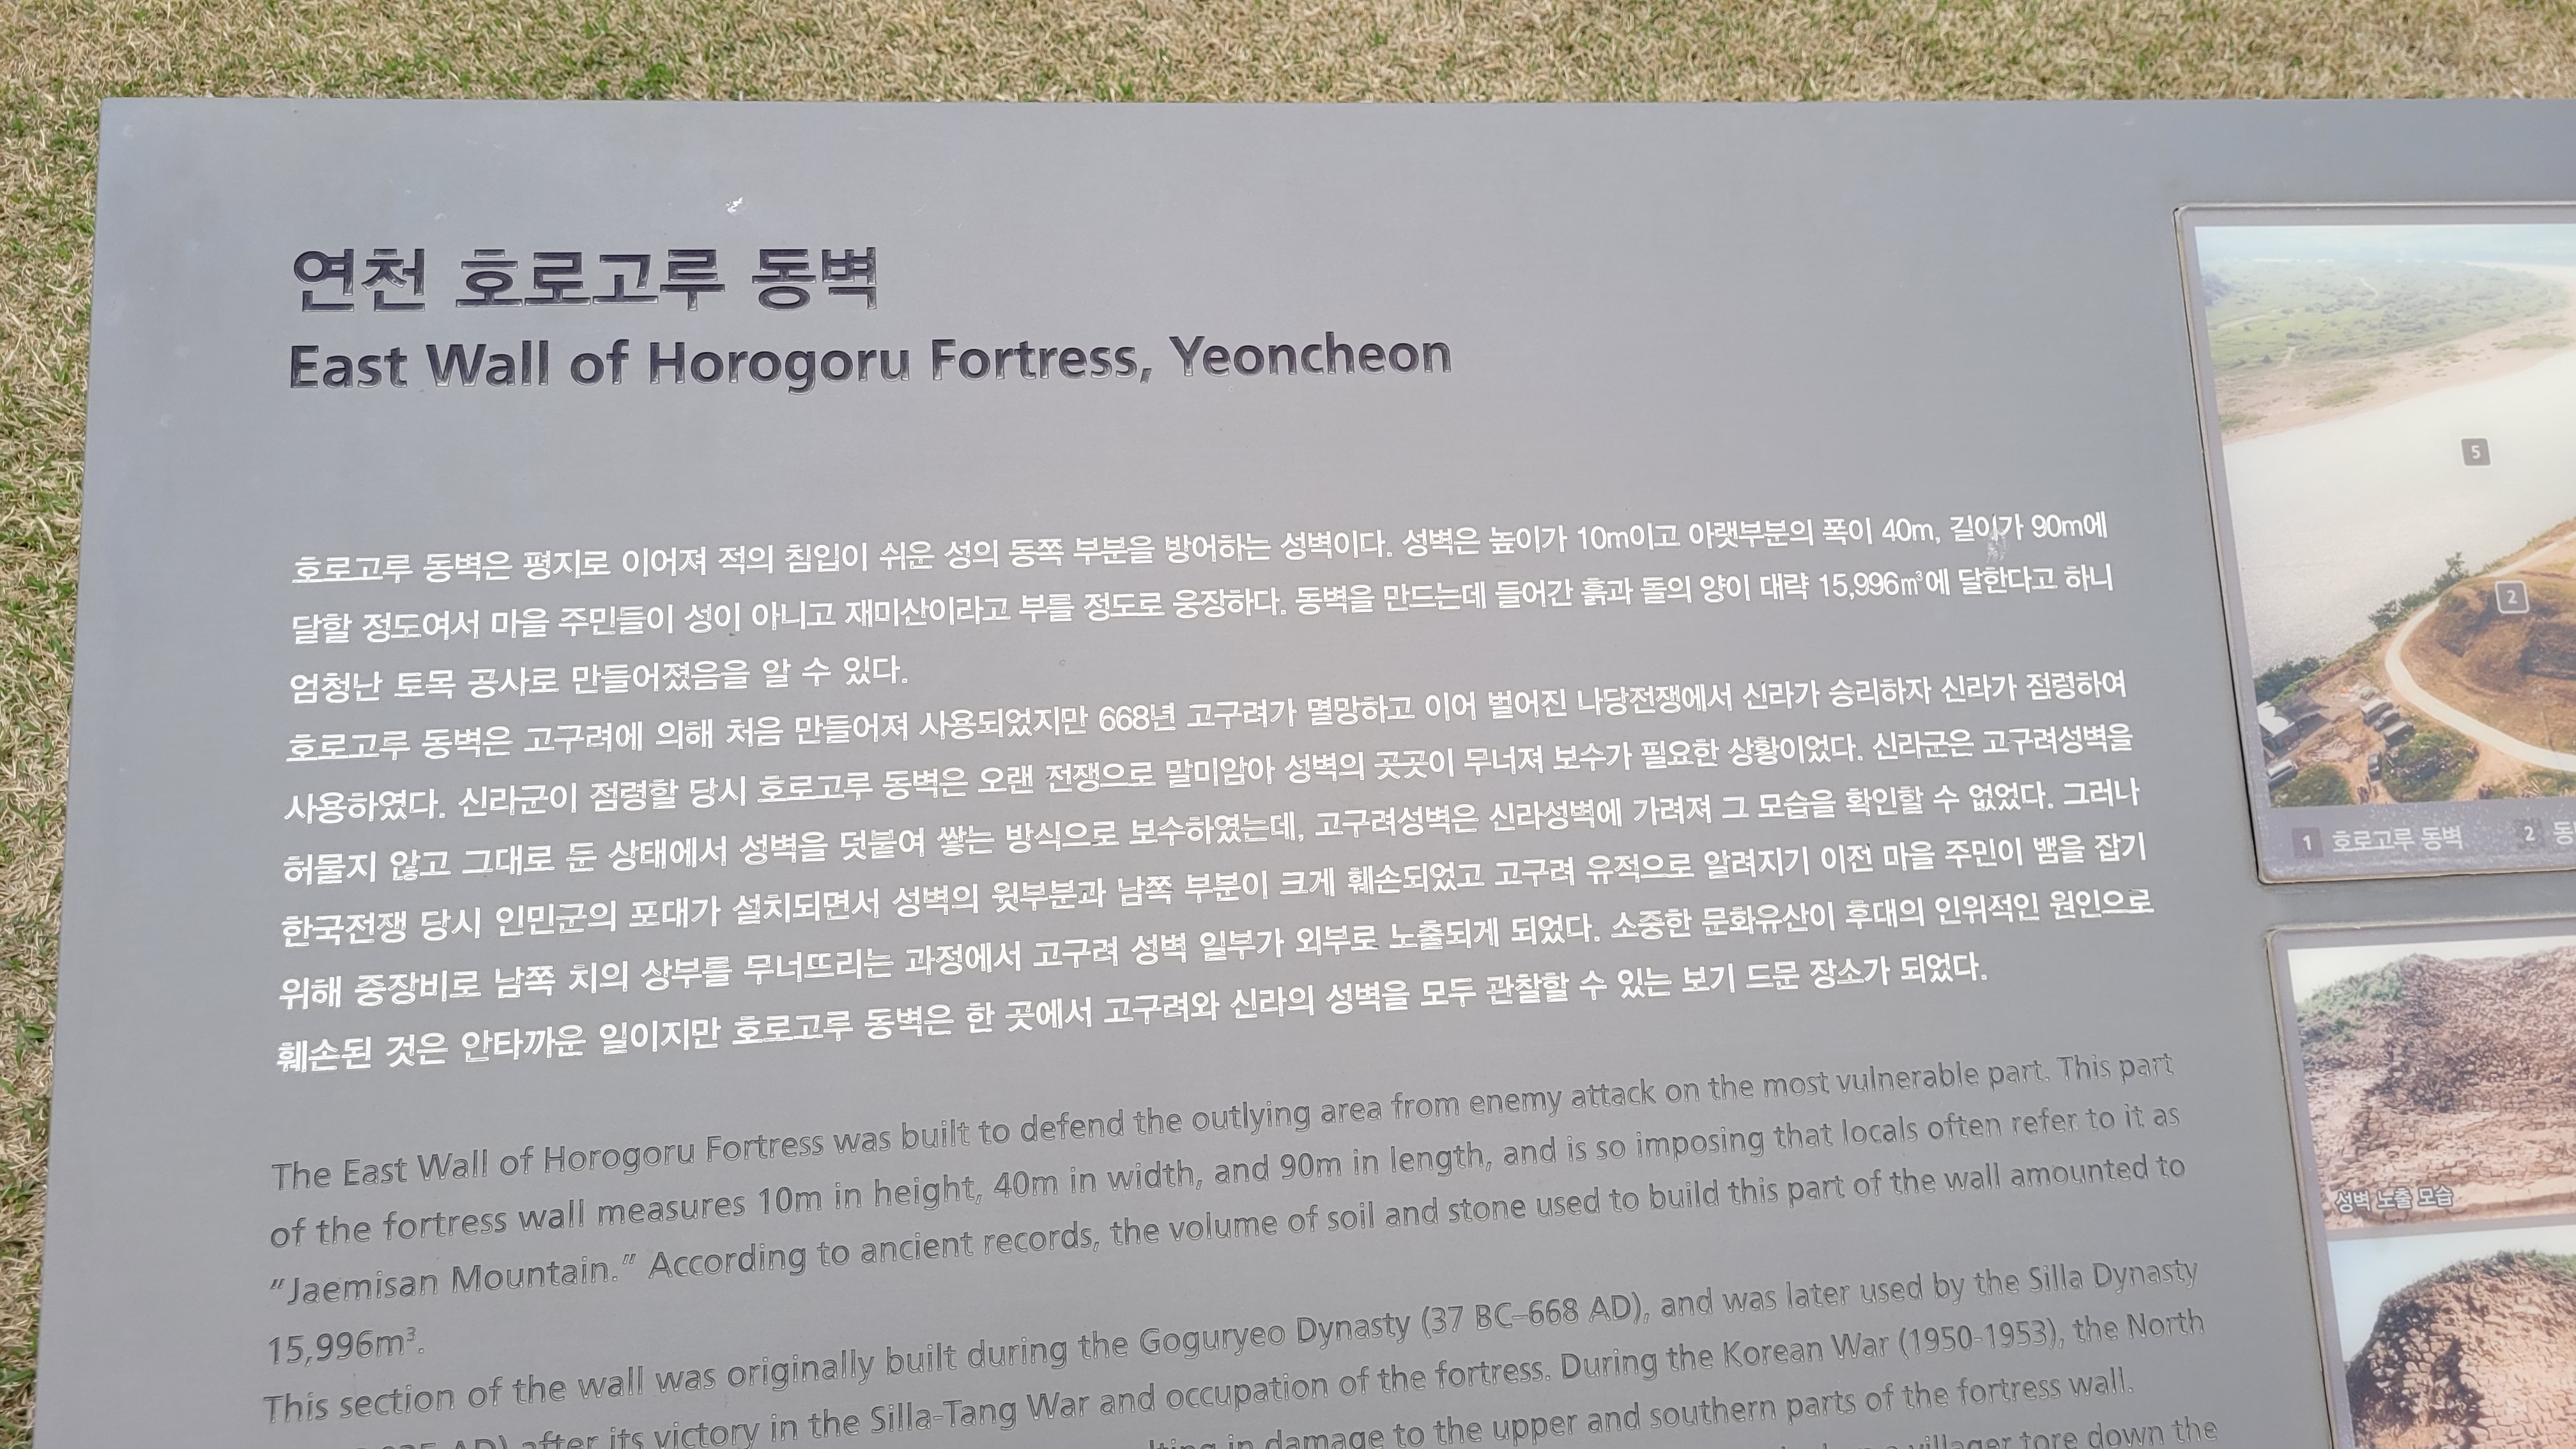 연천 호로고루 동벽
East Wall of Horogoru Fortress, Yeoncheon
호로고루 동벽은 평지로 이어져 적의 침입이 쉬운 성의 동쪽 부분을 방어하는 성벽이다. 성벽은 높이가 10m이고 아랫부분의 폭이 40m, 길이가 90m에
달할 정도여서 마을 주민들이 성이 아니고 재미산이라고 부를 정도로 웅장하다. 동벽을 만드는데 들어간 흙과 돌의 양이 대략 15,996㎥에 달한다고 하니
엄청난 토목 공사로 만들어졌음을 알 수 있다.
호로고루 동벽은 고구려에 의해 처음 만들어져 사용되었지만 668년 고구려가 멸망하고 이어 벌어진 나당전쟁에서 신라가 승리하자 신라가 점령하여
사용하였다. 신라군이 점령할 당시 호로고루 동벽은 오랜 전쟁으로 말미암아 성벽의 곳곳이 무너져 보수가 필요한 상황이었다. 신라군은 고구려성벽을
허물지 않고 그대로 둔 상태에서 성벽을 덧붙여 쌓는 방식으로 보수하였는데, 고구려성벽은 신라성벽에 가려져 그 모습을 확인할 수 없었다. 그러나
한국전쟁 당시 인민군의 포대가 설치되면서 성벽의 윗부분과 남쪽 부분이 크게 훼손되었고 고구려 유적으로 알려지기 이전 마을 주민이 뱀을 잡기
위해 중장비로 남쪽 치의 상부를 무너뜨리는 과정에서 고구려 성벽 일부가 외부로 노출되게 되었다. 소중한 문화유산이 후대의 인위적인 원인으로
훼손된 것은 안타까운 일이지만 호로고루 동벽은 한 곳에서 고구려와 신라의 성벽을 모두 관찰할 수 있는 보기 드문 장소가 되었다.
The East Wall of Horogoru Fortress was built to defend the outlying area from enemy attack on the most vulnerable part. This part
of the fortress wall measures 10m in height, 40m in width, and 90m in length, and is so imposing that locals often refer to it as
"Jaemisan Mountain." According to ancient records, the volume of soil and stone used to build this part of the wall amounted to
15,996m³.
This section of the wall was originally built during the Goguryeo Dynasty (37 BC–668 AD), and was later used by the Silla Dynasty
AD) after its victory in the Silla-Tang War and occupation of the fortress. During the Korean War (1950-1953), the North
in damage to the upper and southern parts of the fortress wall.
villager tore down the
5
2
1 호로고루 동벽
2
성벽 노출 모습